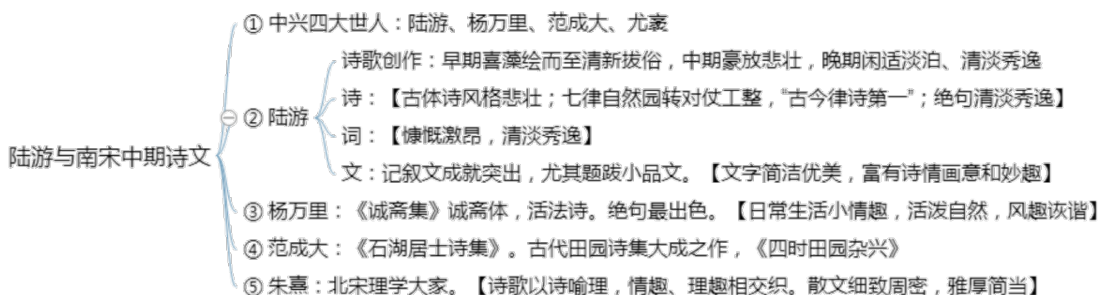 ① 中兴四大世人：陆游、杨万里、范成大、尤袤
诗歌创作：早期喜藻绘而至清新拔俗，中期豪放悲壮，晚期闲适淡泊、清淡秀逸
诗：【古体诗风格悲壮；七律自然园转对仗工整，"古今律诗第一"；绝句清淡秀逸】
② 陆游
词：【慷慨激昂，清淡秀逸】
陆游与南宋中期诗文
文：记叙文成就突出，尤其题跋小品文。【文字简洁优美，富有诗情画意和妙趣】
③ 杨万里：《诚斋集》诚斋体，活法诗。绝句最出色。【日常生活小情趣，活泼自然，风趣诙谐】
④ 范成大：《石湖居士诗集》。古代田园诗集大成之作，《四时田园杂兴》
⑤ 朱熹：北宋理学大家。【诗歌以诗喻理，情趣、理趣相交织。散文细致周密，雅厚简当】